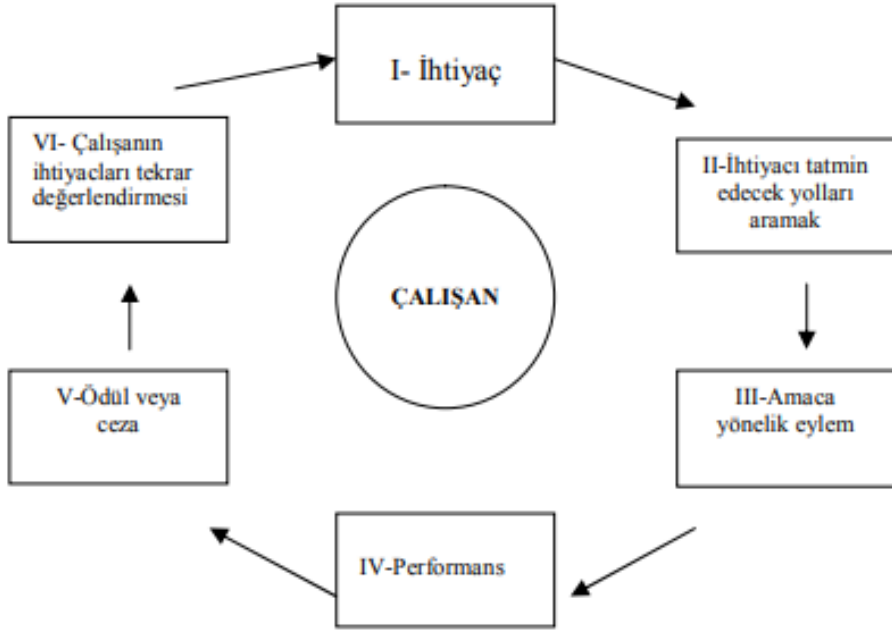 I- İhtiyaç
II-İhtiyacı tatmin
edecek yolları
aramak
III-Amaca
yönelik eylem
IV-Performans
V-Ödül veya
ceza
VI- Çalışanın
ihtiyacları tekrar
değerlendirmesi
ÇALIŞAN